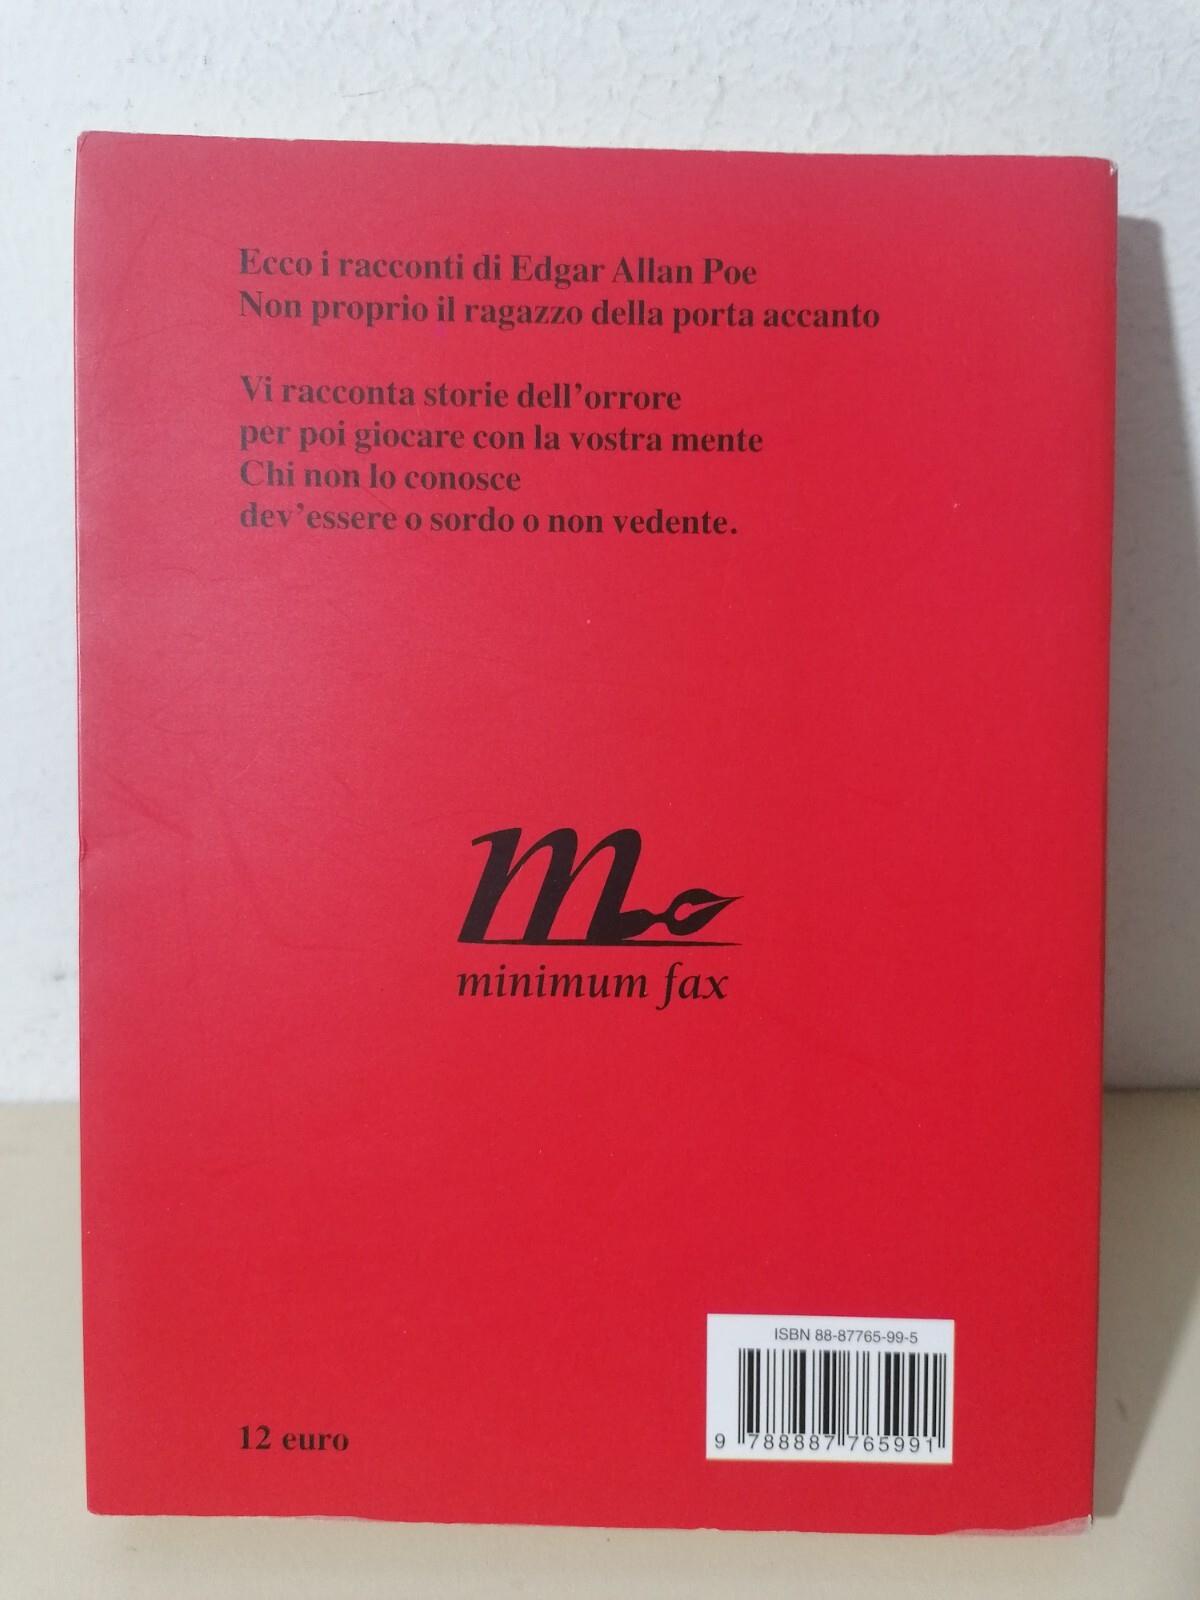 Ecco i racconti di Edgar Allan Poe
Non proprio il ragazzo della porta accanto
Vi racconta storie dell'orrore
per poi giocare con la vostra mente
Chi non lo conosce
dev'essere o sordo o non vedente.
m
minimum fax
ISBN 88-87765-99-5
9 788887 765991
12 euro